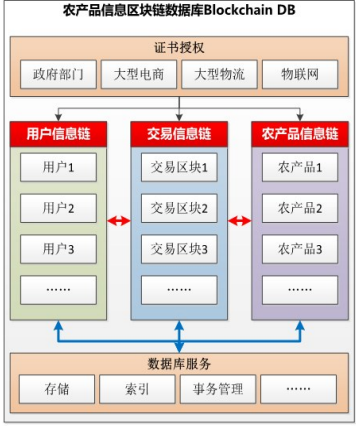 农产品信息区块链数据库Blockchain DB
证书授权
政府部门 大型电商 大型物流 物联网
用户信息链 交易信息链 农产品信息链
用户1 交易区块1 农产品1
用户2 交易区块2 农产品2
用户3 交易区块3 农产品3
…… …… ……
数据库服务
存储 索引 事务管理 ……